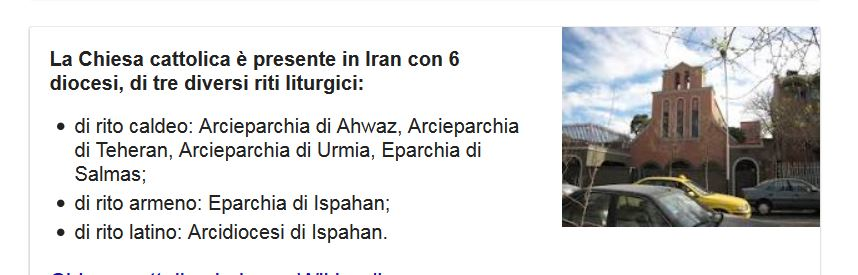 La Chiesa cattolica è presente in Iran con 6
diocesi, di tre diversi riti liturgici:
di rito caldeo: Arcieparchia di Ahwaz, Arcieparchia
di Teheran, Arcieparchia di Urmia, Eparchia di
Salmas;
di rito armeno: Eparchia di Ispahan;
di rito latino: Arcidiocesi di Ispahan.